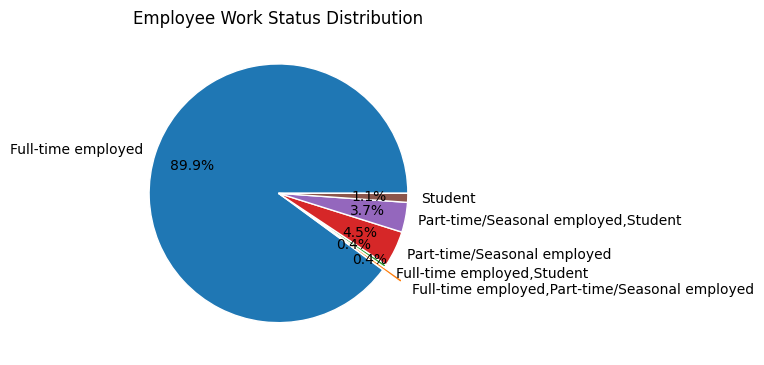 Employee Work Status Distribution
Full-time employed
89.9%
1.1%
Student
3.7%
Part-time/Seasonal employed,Student
4.5%
Part-time/Seasonal employed
0.4%
Full-time employed,Student
0.4%
Full-time employed,Part-time/Seasonal employed